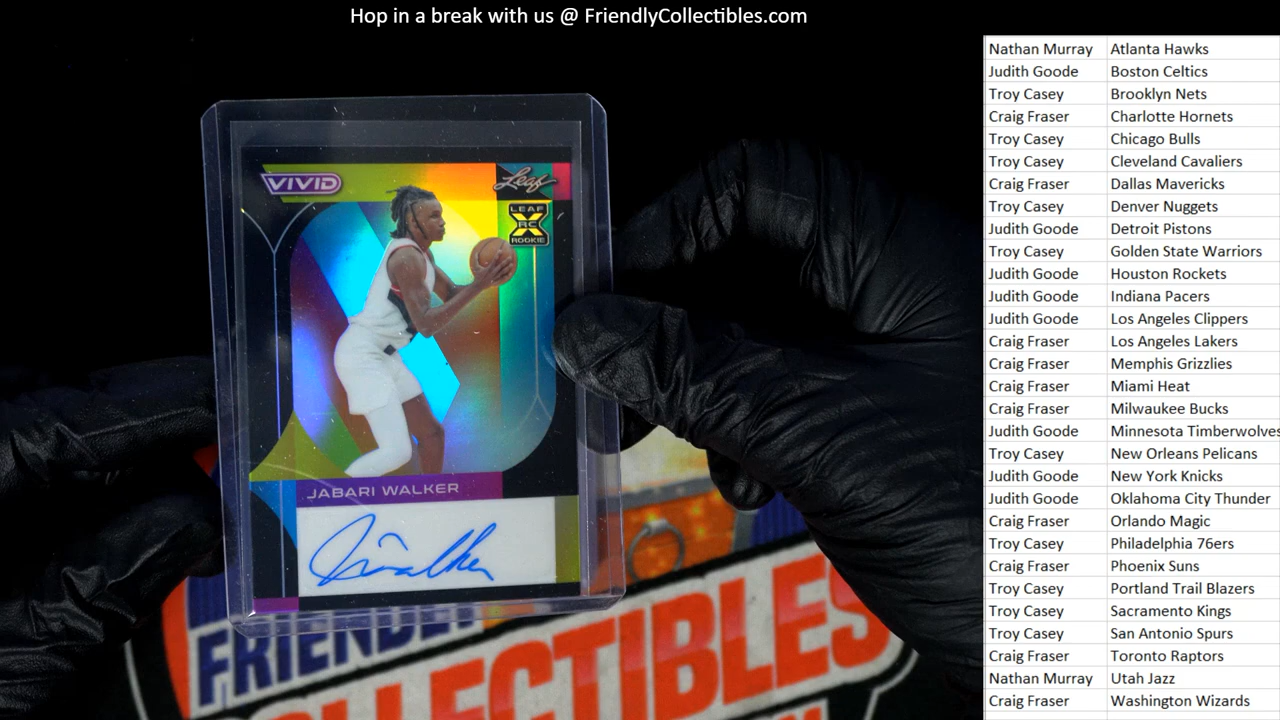 Hop in a break with us @ FriendlyCollectibles.com
Nathan Murray Atlanta Hawks
Judith Goode Boston Celtics
Troy Casey Brooklyn Nets
Craig Fraser Charlotte Hornets
Troy Casey Chicago Bulls
Troy Casey Cleveland Cavaliers
Craig Fraser Dallas Mavericks
Troy Casey Denver Nuggets
Judith Goode Detroit Pistons
Troy Casey Golden State Warriors
Judith Goode Houston Rockets
Judith Goode Indiana Pacers
Judith Goode Los Angeles Clippers
Craig Fraser Los Angeles Lakers
Craig Fraser Memphis Grizzlies
Craig Fraser Miami Heat
Craig Fraser Milwaukee Bucks
Judith Goode Minnesota Timberwolves
Troy Casey New Orleans Pelicans
Judith Goode New York Knicks
Judith Goode Oklahoma City Thunder
Craig Fraser Orlando Magic
Troy Casey Philadelphia 76ers
Craig Fraser Phoenix Suns
Troy Casey Portland Trail Blazers
Troy Casey Sacramento Kings
Troy Casey San Antonio Spurs
Craig Fraser Toronto Raptors
Nathan Murray Utah Jazz
Craig Fraser Washington Wizards
VIVID
Leaf
LEAF
X
RC
ROOKIE
JABARI WALKER
J Walker
FRIENDLY
COLLECTIBLES